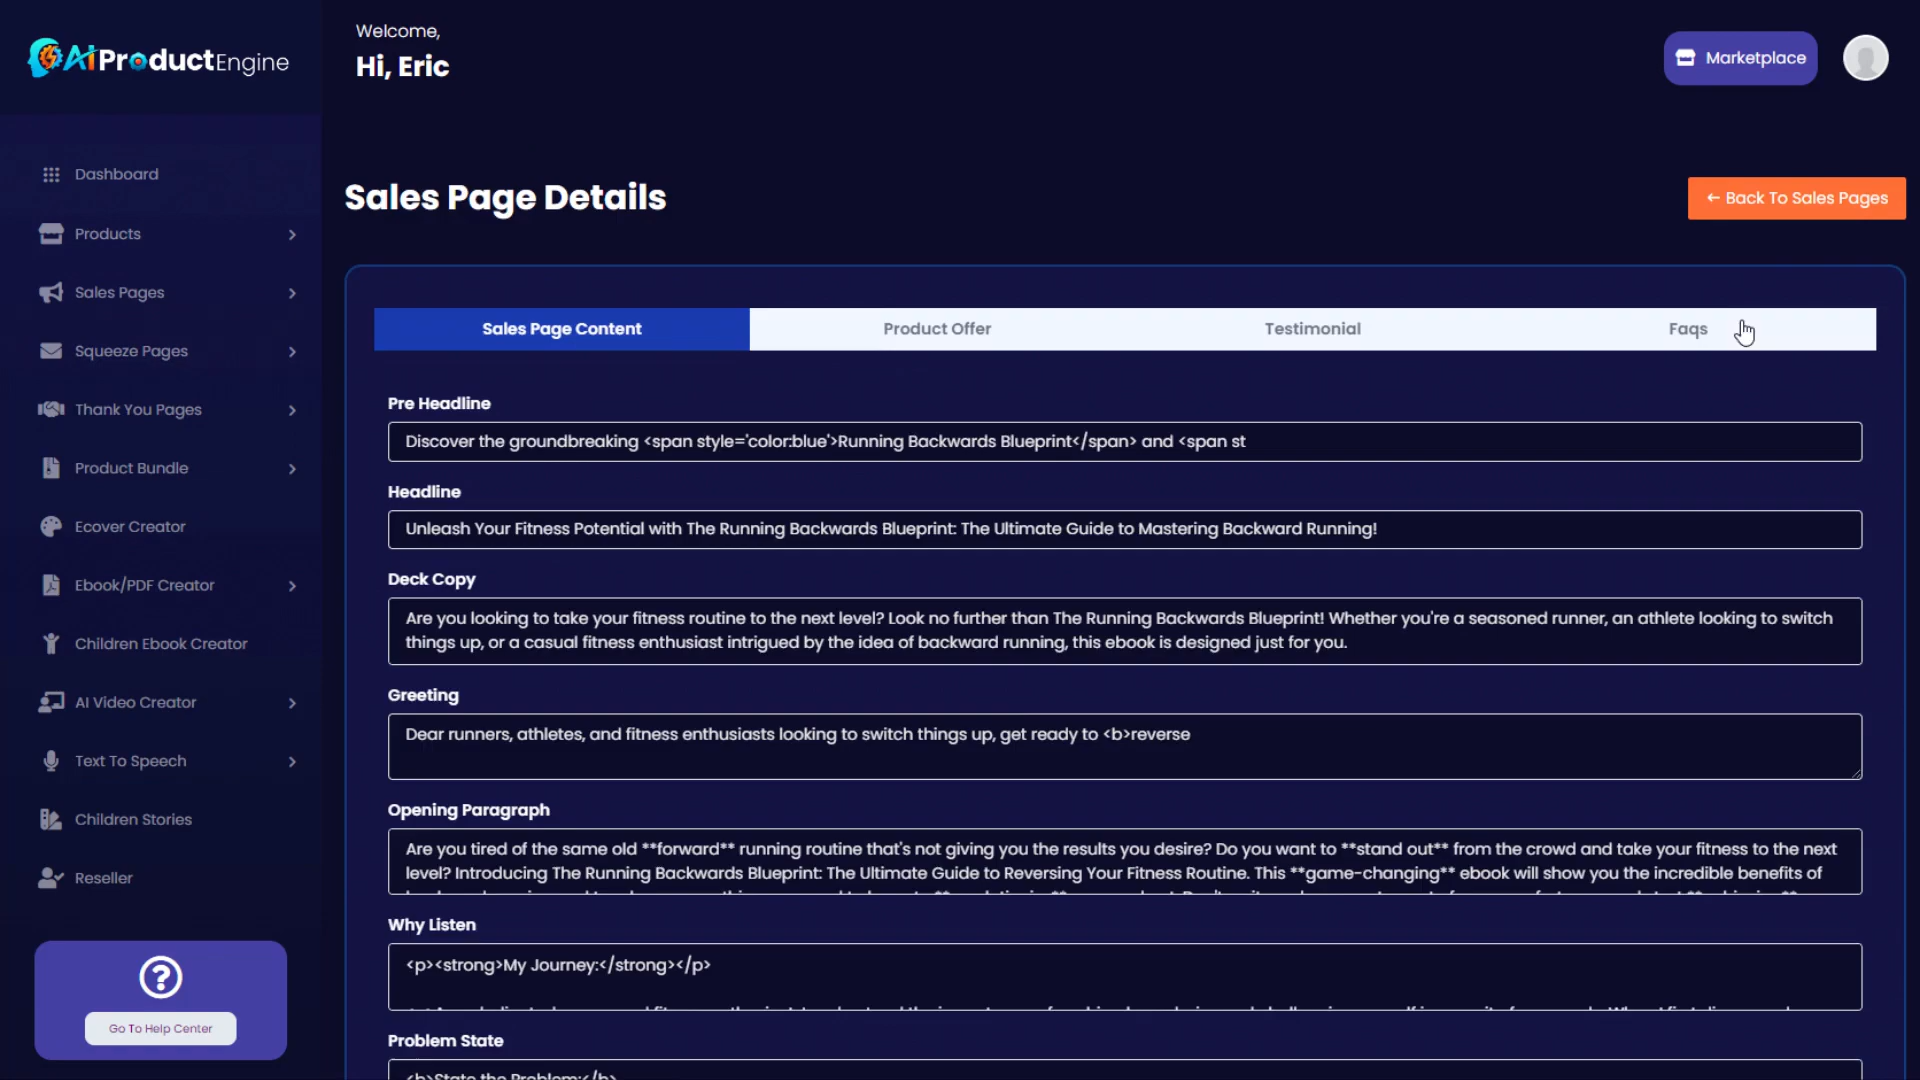 AiProductEngine
Welcome,
Hi, Eric
Marketplace
Dashboard
Products
Sales Pages
Squeeze Pages
Thank You Pages
Product Bundle
Ecover Creator
Ebook/PDF Creator
Children Ebook Creator
AI Video Creator
Text To Speech
Children Stories
Reseller
Go To Help Center
Sales Page Details
← Back To Sales Pages
Sales Page Content
Product Offer
Testimonial
Faqs
Pre Headline
Discover the groundbreaking <span style='color:blue'>Running Backwards Blueprint</span> and <span st
Headline
Unleash Your Fitness Potential with The Running Backwards Blueprint: The Ultimate Guide to Mastering Backward Running!
Deck Copy
Are you looking to take your fitness routine to the next level? Look no further than The Running Backwards Blueprint! Whether you're a seasoned runner, an athlete looking to switch
things up, or a casual fitness enthusiast intrigued by the idea of backward running, this ebook is designed just for you.
Greeting
Dear runners, athletes, and fitness enthusiasts looking to switch things up, get ready to <b>reverse
Opening Paragraph
Are you tired of the same old **forward** running routine that's not giving you the results you desire? Do you want to **stand out** from the crowd and take your fitness to the next
level? Introducing The Running Backwards Blueprint: The Ultimate Guide to Reversing Your Fitness Routine. This **game-changing** ebook will show you the incredible benefits of
Why Listen
<p><strong>My Journey:</strong></p>
Problem State
<b>State the Problem:</b>